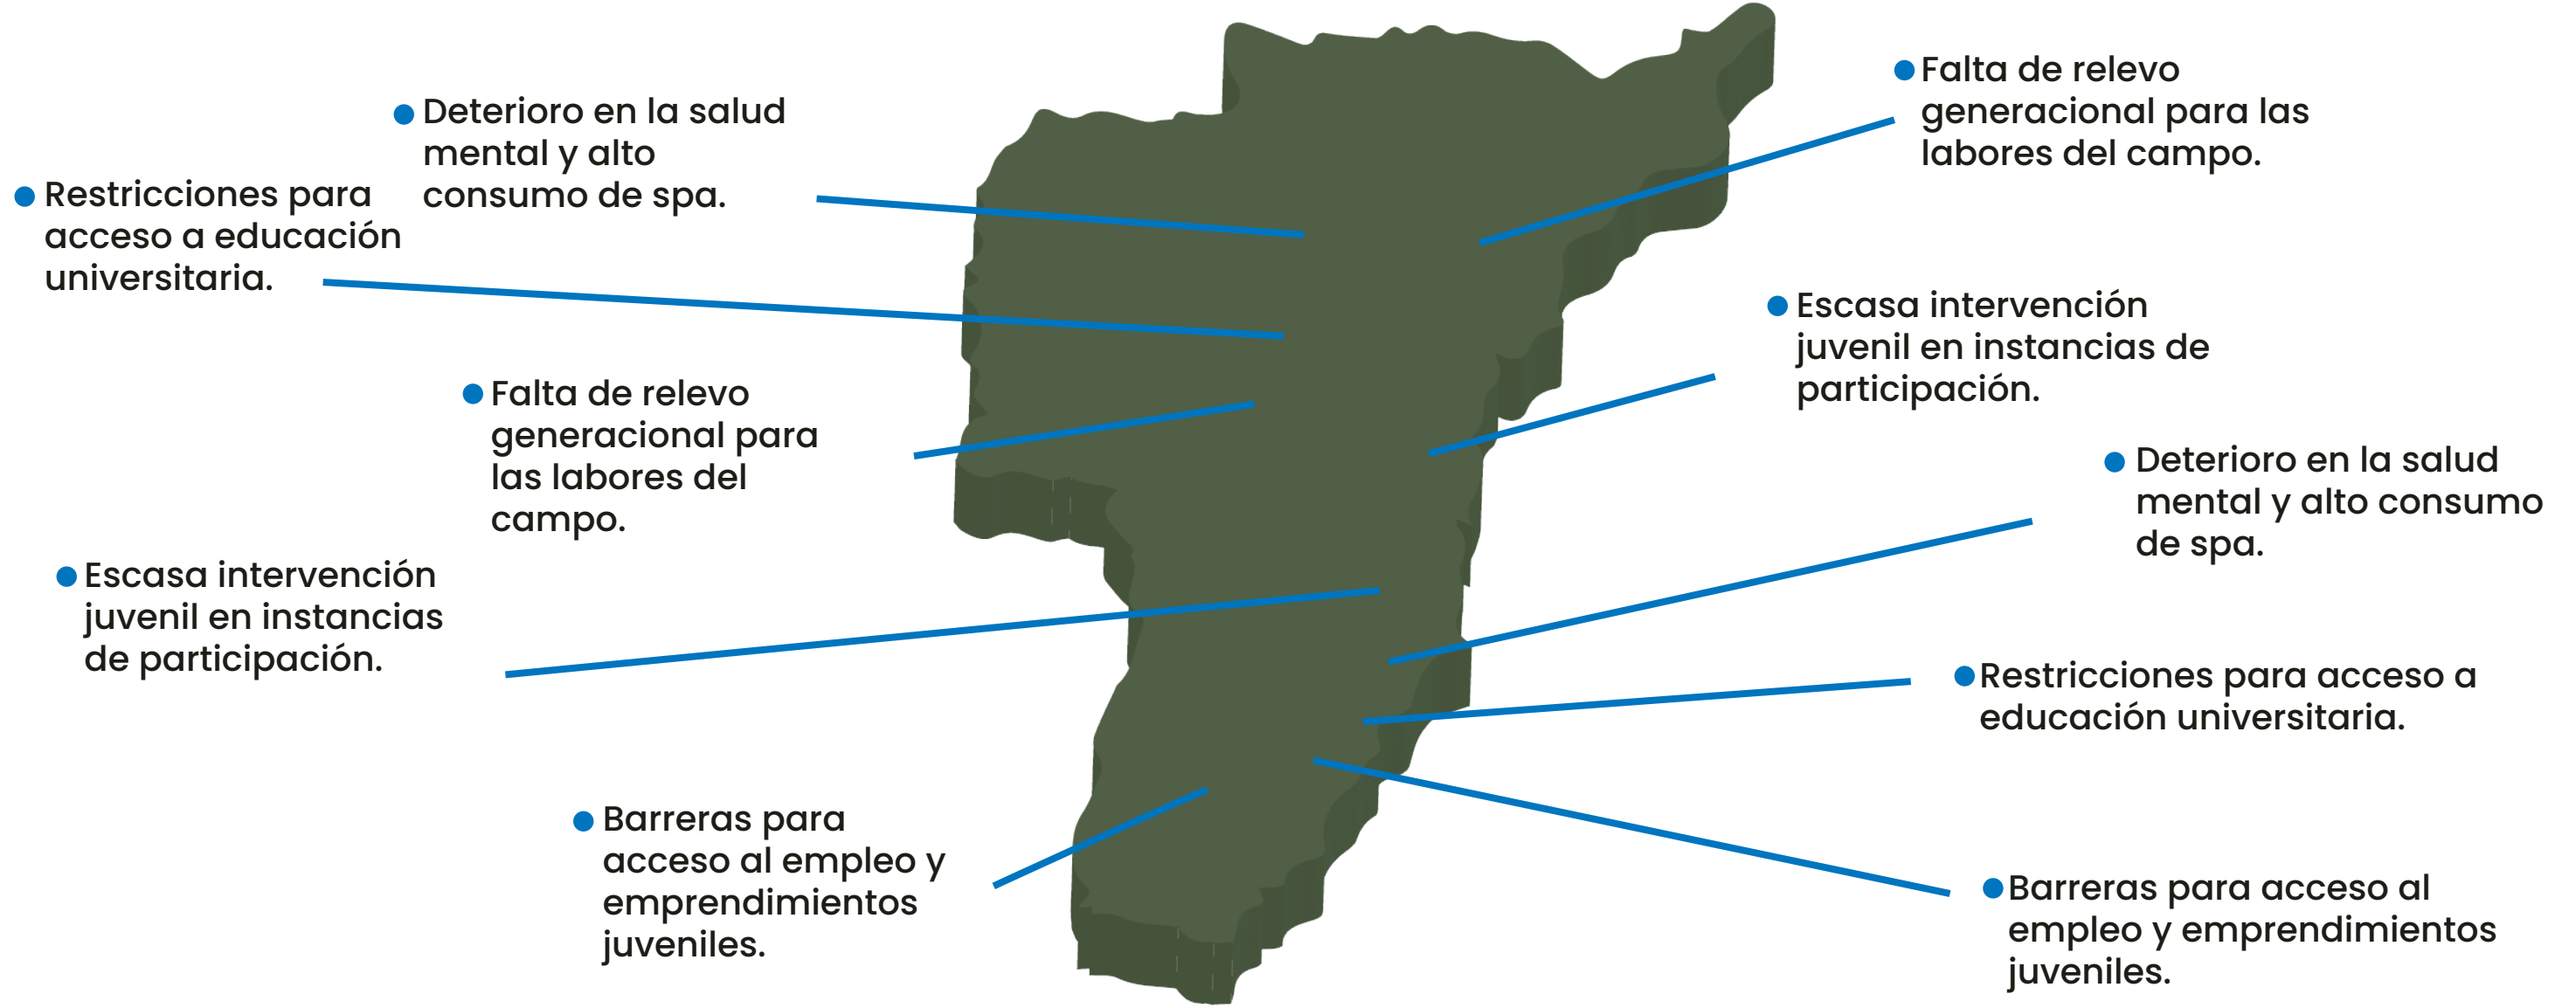 Deterioro en la salud
mental y alto
consumo de spa.
Restricciones para
acceso a educación
universitaria.
Falta de relevo
generacional para
las labores del
campo.
Escasa intervención
juvenil en instancias
de participación.
Barreras para
acceso al empleo y
emprendimientos
juveniles.
Falta de relevo
generacional para las
labores del campo.
Escasa intervención
juvenil en instancias de
participación.
Deterioro en la salud
mental y alto consumo
de spa.
Restricciones para acceso a
educación universitaria.
Barreras para acceso al
empleo y emprendimientos
juveniles.